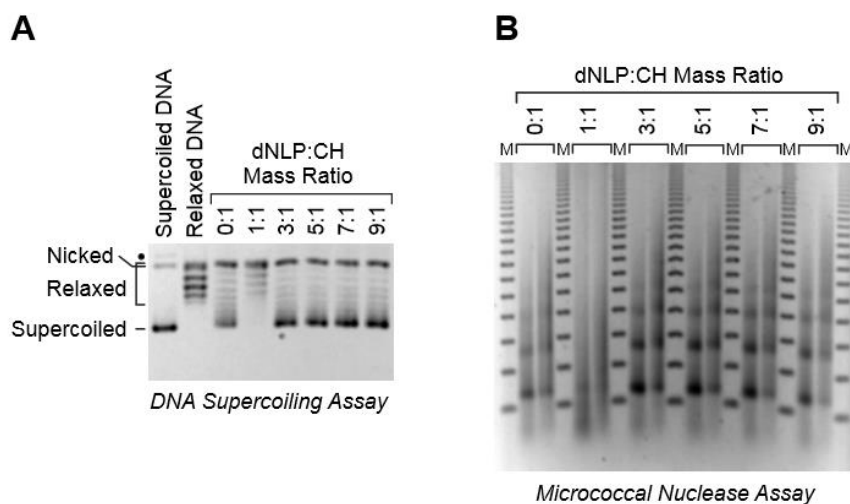 A
Supercoiled DNA
Relaxed DNA
dNLP:CH
Mass Ratio
0:1
1:1
3:1
5:1
7:1
9:1
Nicked
Relaxed
Supercoiled
DNA Supercoiling Assay
B
dNLP:CH Mass Ratio
0:1
1:1
3:1
5:1
7:1
9:1
M M M M M M M
Micrococcal Nuclease Assay